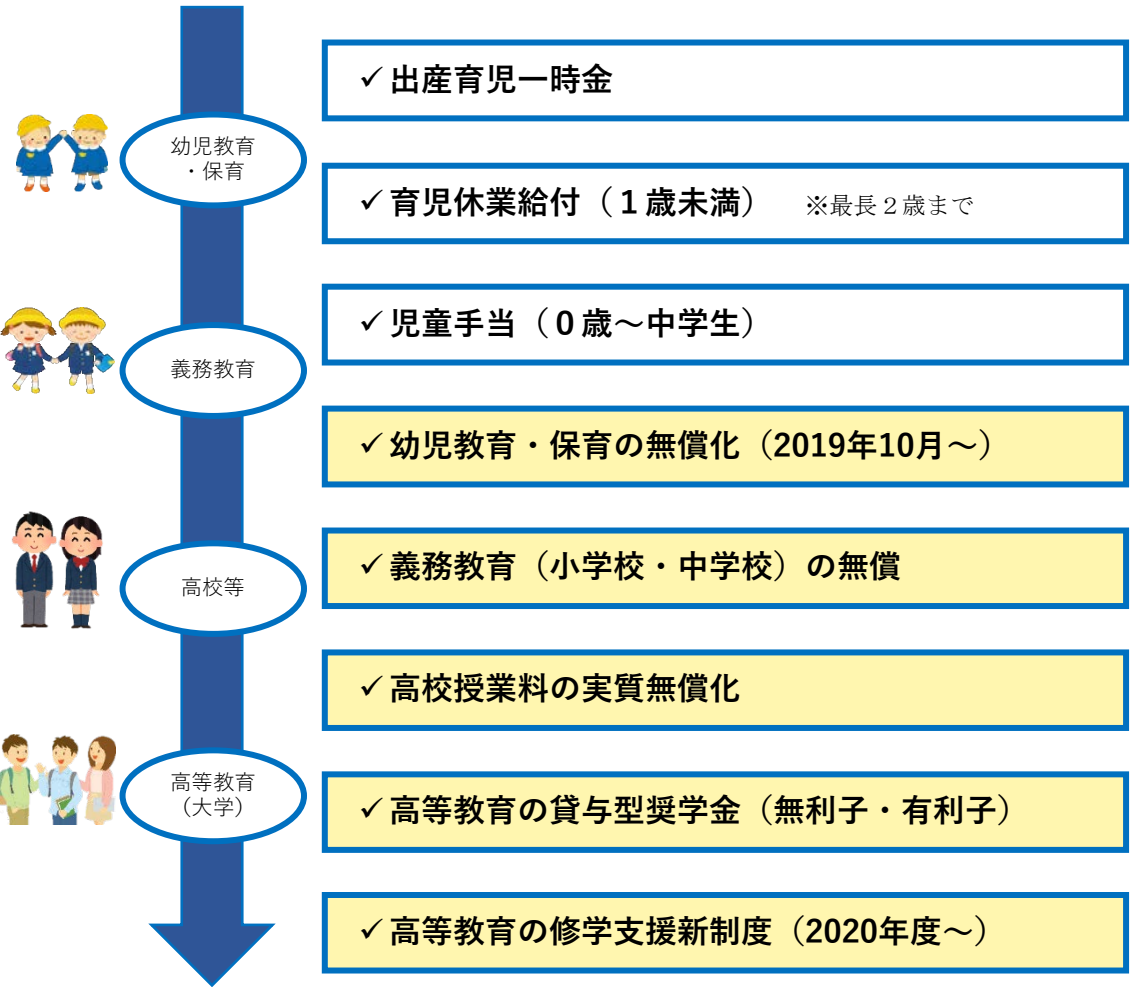 ✓出産育児一時金
幼児教育
・保育
✓育児休業給付（１歳未満）　※最長２歳まで
✓児童手当（０歳～中学生）
義務教育
✓幼児教育・保育の無償化（2019年10月～）
✓義務教育（小学校・中学校）の無償
高校等
✓高校授業料の実質無償化
高等教育
（大学）
✓高等教育の貸与型奨学金（無利子・有利子）
✓高等教育の修学支援新制度（2020年度～）